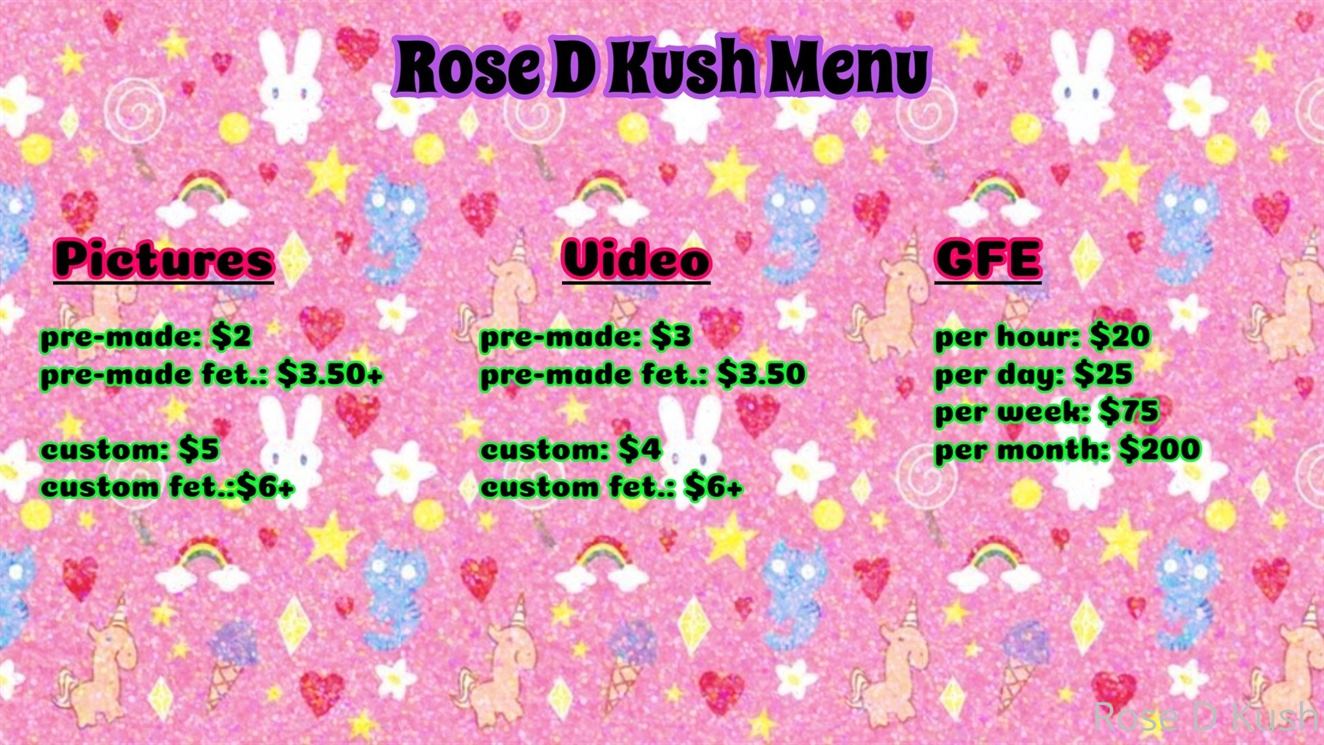 Rose D Kush Menu
Pictures
pre-made: $2
pre-made fet.: $3.50+
custom: $5
custom fet.:$6+
Video
pre-made: $3
pre-made fet.: $3.50
custom: $4
custom fet.: $6+
GFE
per hour: $20
per day: $25
per week: $75
per month: $200
Rose D Kush